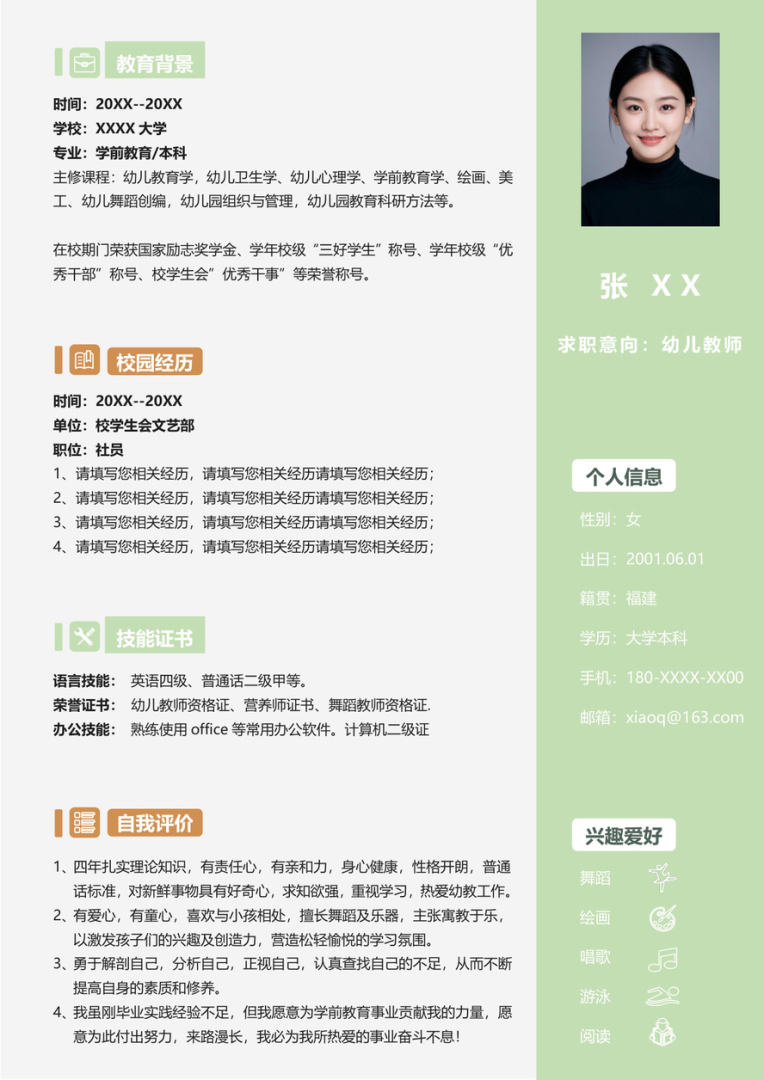 教育背景
时间：20XX--20XX
学校：XXXX 大学
专业：学前教育/本科
主修课程：幼儿教育学，幼儿卫生学、幼儿心理学、学前教育学、绘画、美
工、幼儿舞蹈创编，幼儿园组织与管理，幼儿园教育科研方法等。
在校期门荣获国家励志奖学金、学年校级“三好学生”称号、学年校级“优
秀干部”称号、校学生会”优秀干事”等荣誉称号。
校园经历
时间：20XX--20XX
单位：校学生会文艺部
职位：社员
1、请填写您相关经历，请填写您相关经历请填写您相关经历；
2、请填写您相关经历，请填写您相关经历请填写您相关经历；
3、请填写您相关经历，请填写您相关经历请填写您相关经历；
4、请填写您相关经历，请填写您相关经历请填写您相关经历；
技能证书
语言技能： 英语四级、普通话二级甲等。
荣誉证书： 幼儿教师资格证、营养师证书、舞蹈教师资格证.
办公技能： 熟练使用 office 等常用办公软件。计算机二级证
自我评价
1、四年扎实理论知识，有责任心，有亲和力，身心健康，性格开朗，普通
话标准，对新鲜事物具有好奇心，求知欲强，重视学习，热爱幼教工作。
2、有爱心，有童心，喜欢与小孩相处，擅长舞蹈及乐器，主张寓教于乐，
以激发孩子们的兴趣及创造力，营造松轻愉悦的学习氛围。
3、勇于解剖自己，分析自己，正视自己，认真查找自己的不足，从而不断
提高自身的素质和修养。
4、我虽刚毕业实践经验不足，但我愿意为学前教育事业贡献我的力量，愿
意为此付出努力，来路漫长，我必为我所热爱的事业奋斗不息！
张 XX
求职意向：幼儿教师
个人信息
性别：女
出日：2001.06.01
籍贯：福建
学历：大学本科
手机：180-XXXX-XX00
邮箱：xiaoq@163.com
兴趣爱好
舞蹈
绘画
唱歌
游泳
阅读